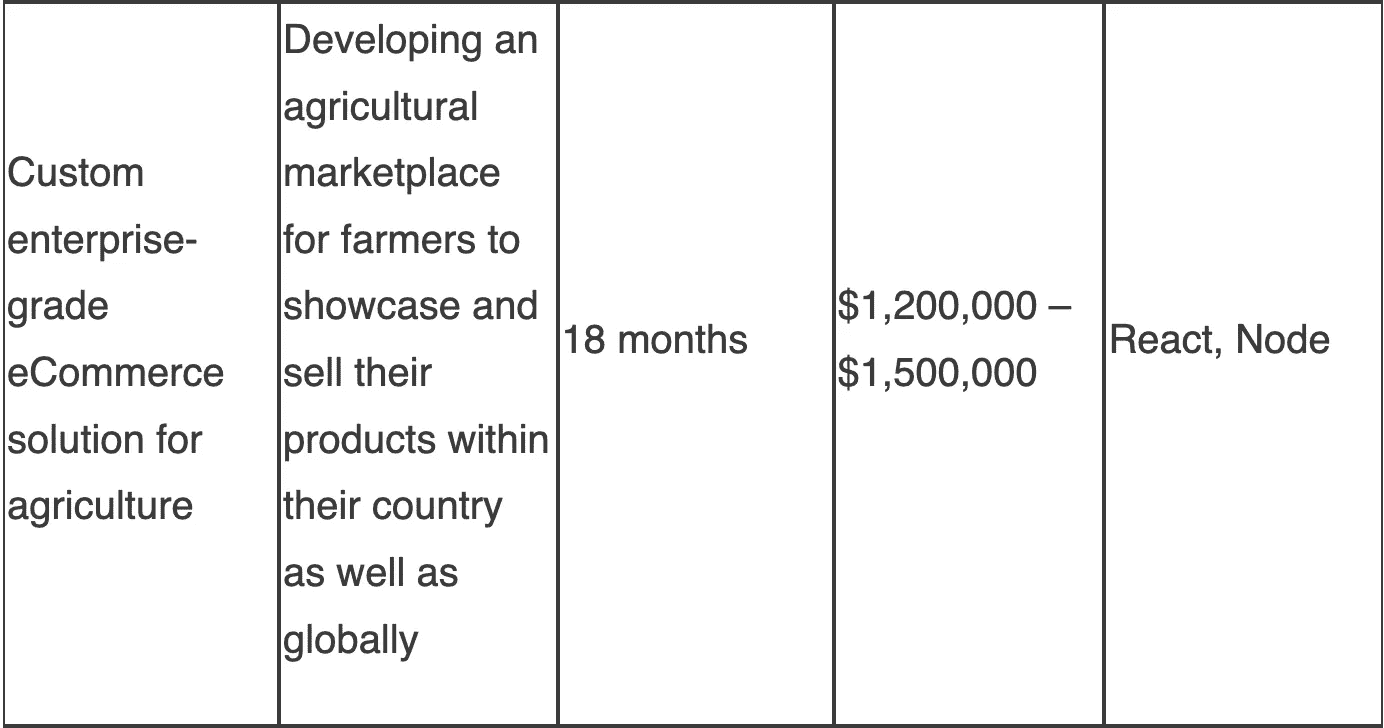 Custom
enterprise-
grade
eCommerce
solution for
agriculture
Developing an
agricultural
marketplace
for farmers to
showcase and
sell their
products within
their country
as well as
globally
18 months
$1,200,000 –
$1,500,000
React, Node